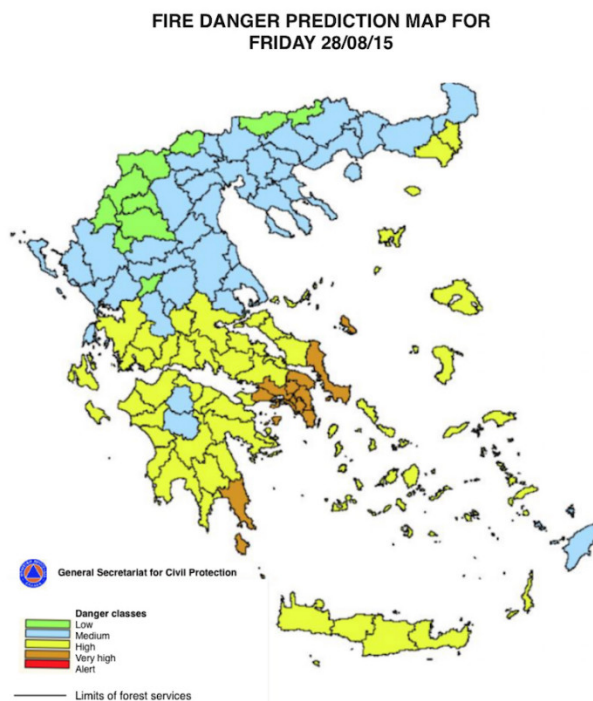 FIRE DANGER PREDICTION MAP FOR
FRIDAY 28/08/15
General Secretariat for Civil Protection
Danger classes
Low
Medium
High
Very high
Alert
Limits of forest services